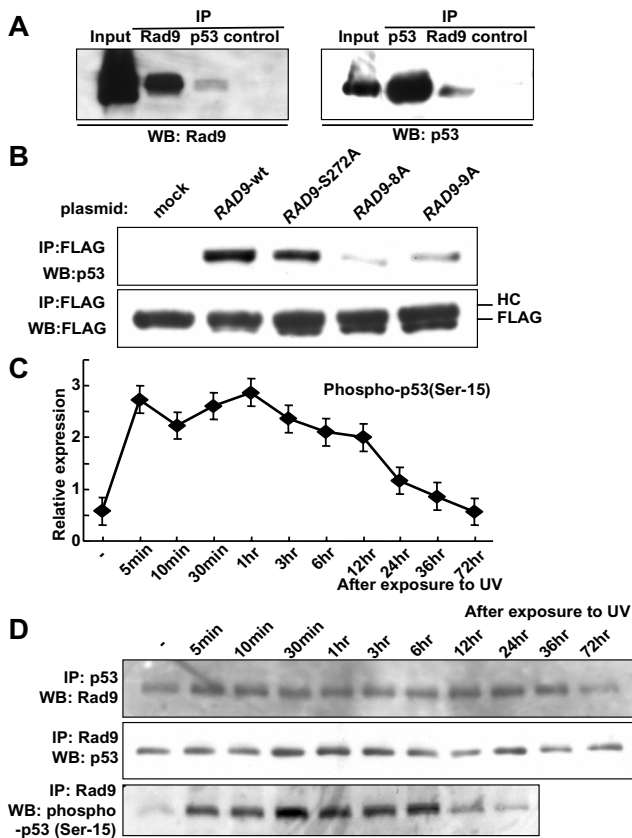 A
IP
IP
Input Rad9 p53 control
Input p53 Rad9 control
WB: Rad9
WB: p53
B
plasmid: mock RAD9-wt RAD9-S272A RAD9-8A RAD9-9A
IP:FLAG
WB:p53
IP:FLAG
WB:FLAG
HC
FLAG
C
Phospho-p53(Ser-15)
Relative expression
3
2
1
0
- 5min 10min 30min 1hr 3hr 6hr 12hr 24hr 36hr 72hr
After exposure to UV
D
After exposure to UV
- 5min 10min 30min 1hr 3hr 6hr 12hr 24hr 36hr 72hr
IP: p53
WB: Rad9
IP: Rad9
WB: p53
IP: Rad9
WB: phospho
-p53 (Ser-15)